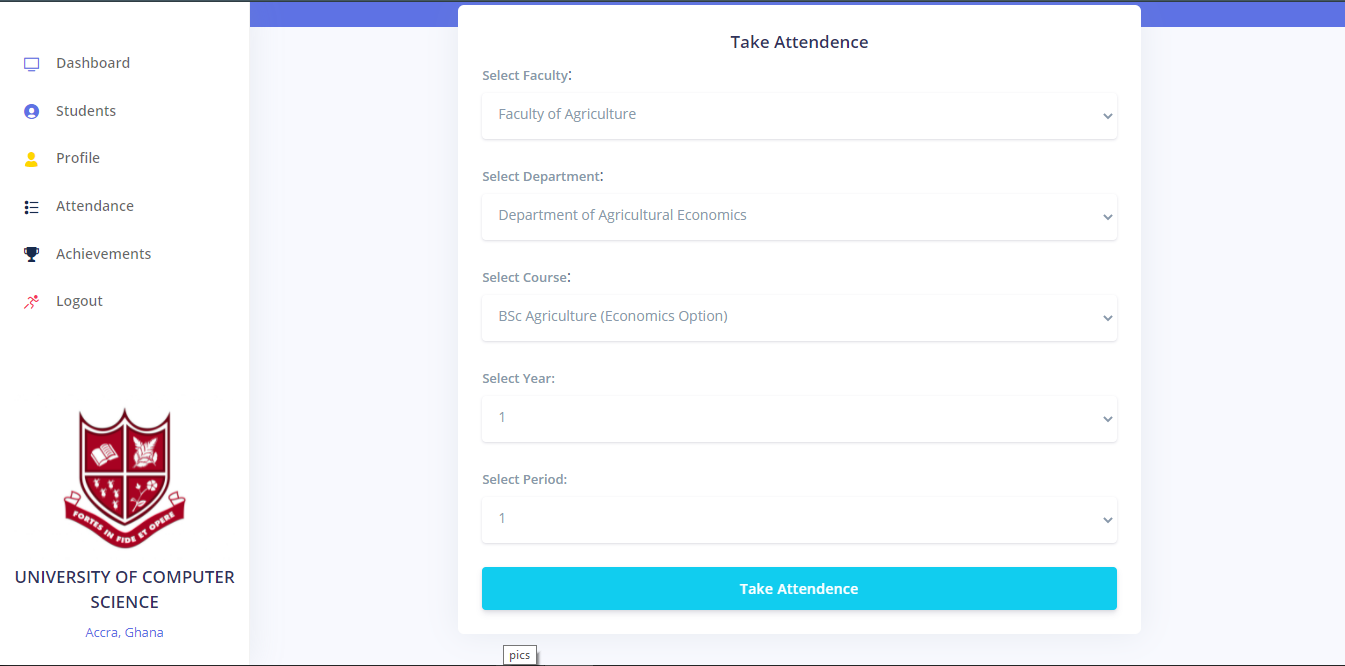 Dashboard
Students
Profile
Attendance
Achievements
Logout
FORTES IN FIDE ET OPERE
UNIVERSITY OF COMPUTER
SCIENCE
Accra, Ghana
Take Attendence
Select Faculty:
Faculty of Agriculture
Select Department:
Department of Agricultural Economics
Select Course:
BSc Agriculture (Economics Option)
Select Year:
1
Select Period:
1
Take Attendence
pics